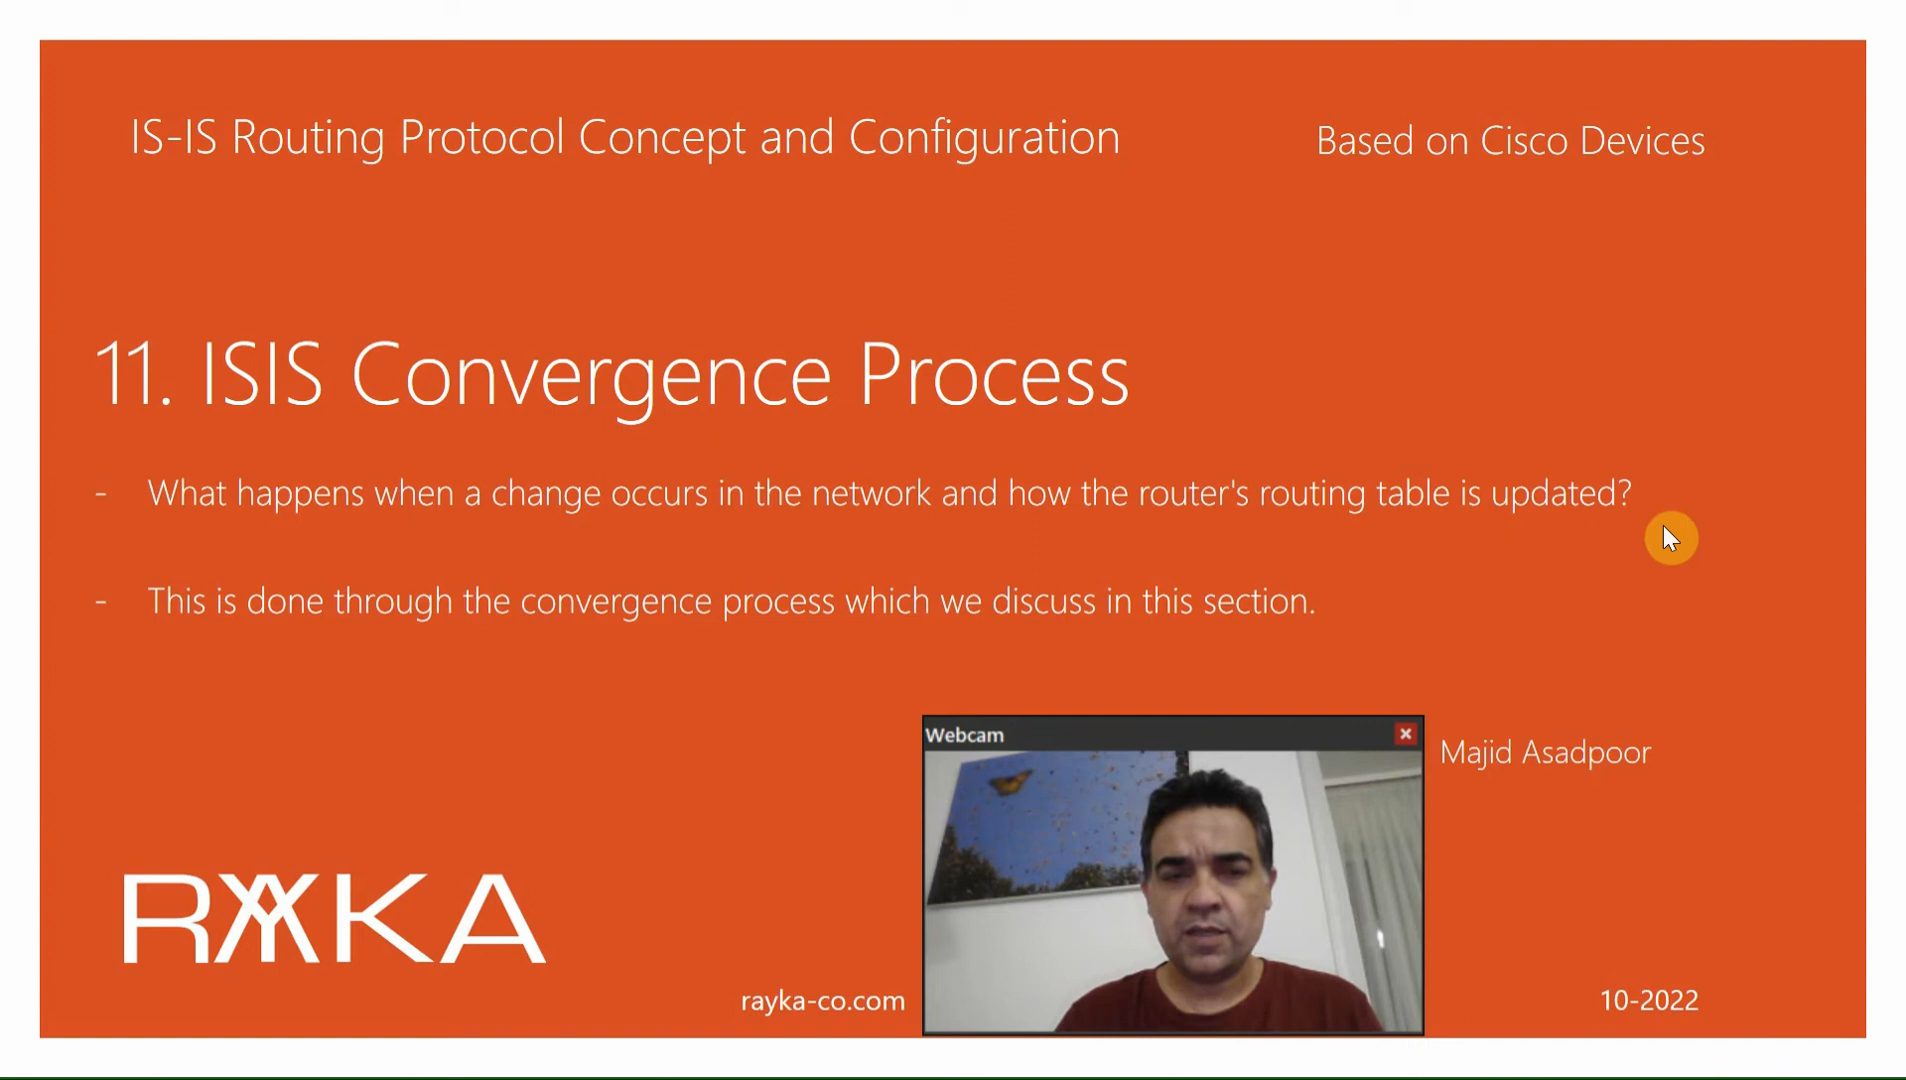 IS-IS Routing Protocol Concept and Configuration
Based on Cisco Devices
11. ISIS Convergence Process
- What happens when a change occurs in the network and how the router's routing table is updated?
- This is done through the convergence process which we discuss in this section.
Webcam
Majid Asadpoor
RAYKA
rayka-co.com
10-2022